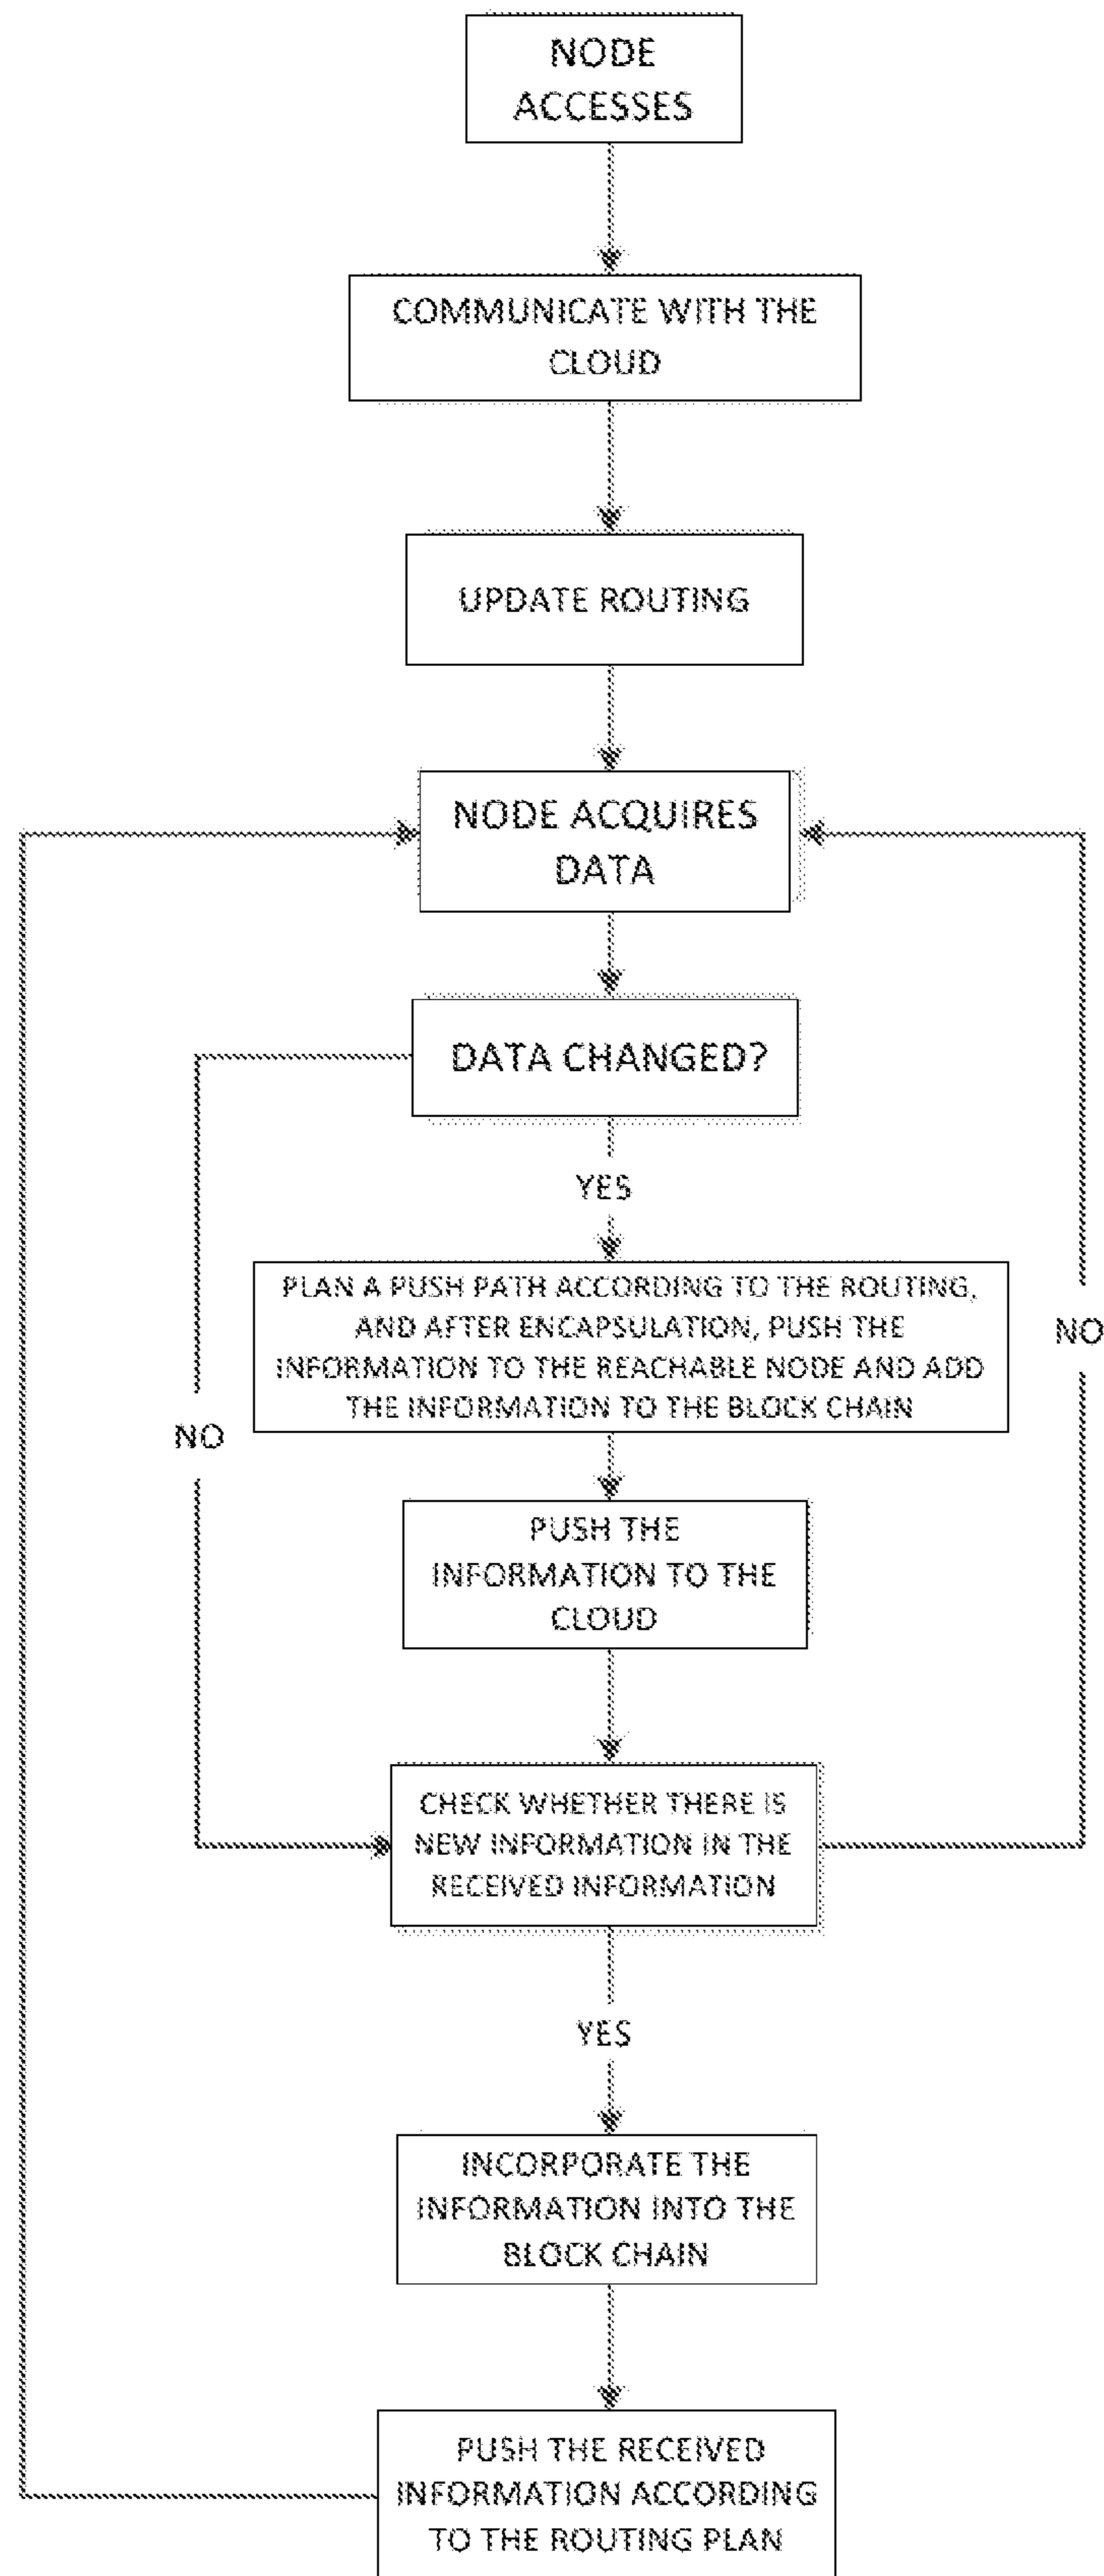 NODE
ACCESSES
COMMUNICATE WITH THE
CLOUD
UPDATE ROUTING
NODE ACQUIRES
DATA
DATA CHANGED?
YES
PLAN A PUSH PATH ACCORDING TO THE ROUTING,
AND AFTER ENCAPSULATION, PUSH THE
INFORMATION TO THE REACHABLE NODE AND ADD
THE INFORMATION TO THE BLOCK CHAIN
NO
NO
PUSH THE
INFORMATION TO THE
CLOUD
CHECK WHETHER THERE IS
NEW INFORMATION IN THE
RECEIVED INFORMATION
YES
INCORPORATE THE
INFORMATION INTO THE
BLOCK CHAIN
PUSH THE RECEIVED
INFORMATION ACCORDING
TO THE ROUTING PLAN